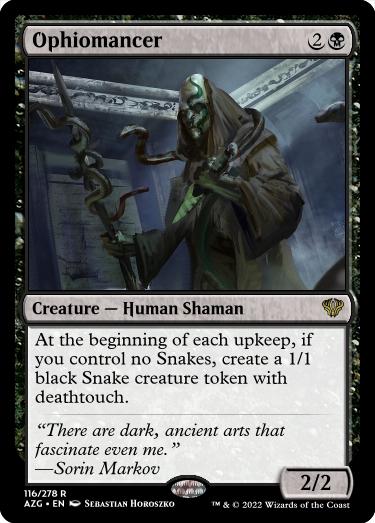 Ophiomancer 2
Creature — Human Shaman
At the beginning of each upkeep, if
you control no Snakes, create a 1/1
black Snake creature token with
deathtouch.
“There are dark, ancient arts that
fascinate even me.”
—Sorin Markov
2/2
116/278 R
AZG • EN Sebastian Horoszko ™ & © 2022 Wizards of the Coast